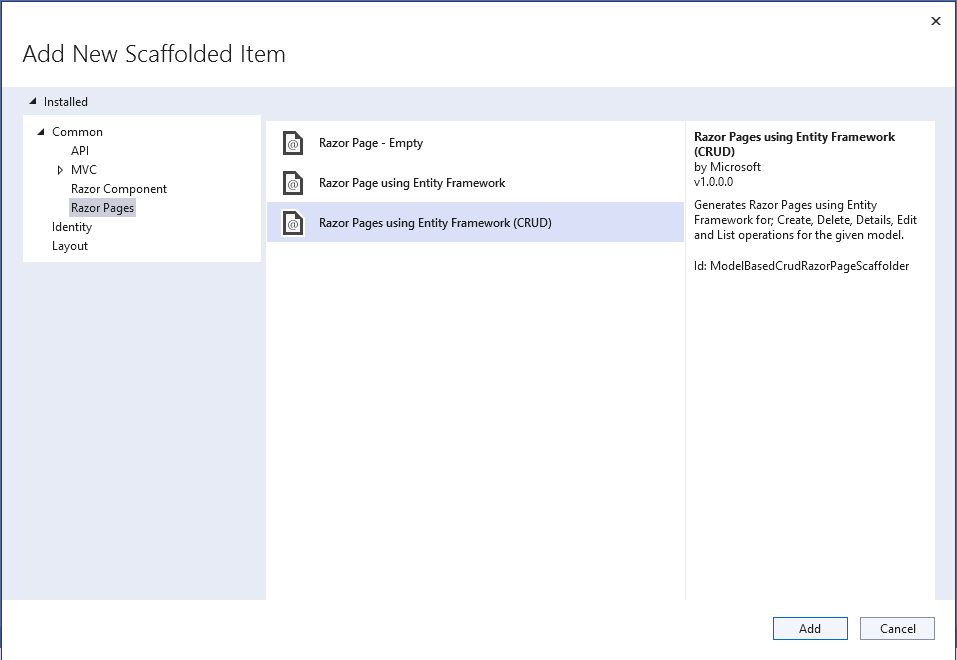 Add New Scaffolded Item
Installed
Common
API
MVC
Razor Component
Razor Pages
Identity
Layout
Razor Page - Empty
Razor Page using Entity Framework
Razor Pages using Entity Framework (CRUD)
Razor Pages using Entity Framework
(CRUD)
by Microsoft
v1.0.0.0
Generates Razor Pages using Entity
Framework for; Create, Delete, Details, Edit
and List operations for the given model.
Id: ModelBasedCrudRazorPageScaffolder
Add
Cancel